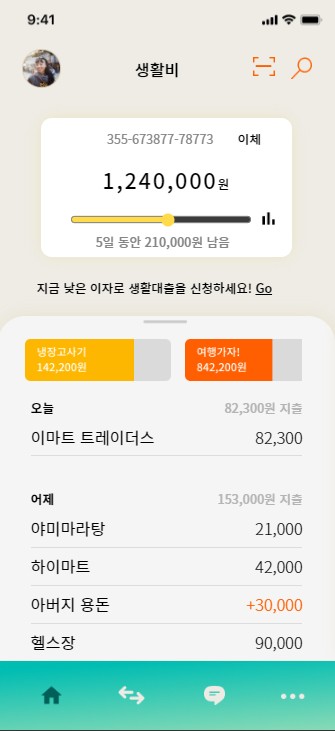 9:41
생활비
355-673877-78773 이체
1,240,000원
5일 동안 210,000원 남음
지금 낮은 이자로 생활대출을 신청하세요! Go
냉장고사기
142,200원
여행가자!
842,200원
오늘 82,300원 지출
이마트 트레이더스 82,300
어제 153,000원 지출
야미마라탕 21,000
하이마트 42,000
아버지 용돈 +30,000
헬스장 90,000